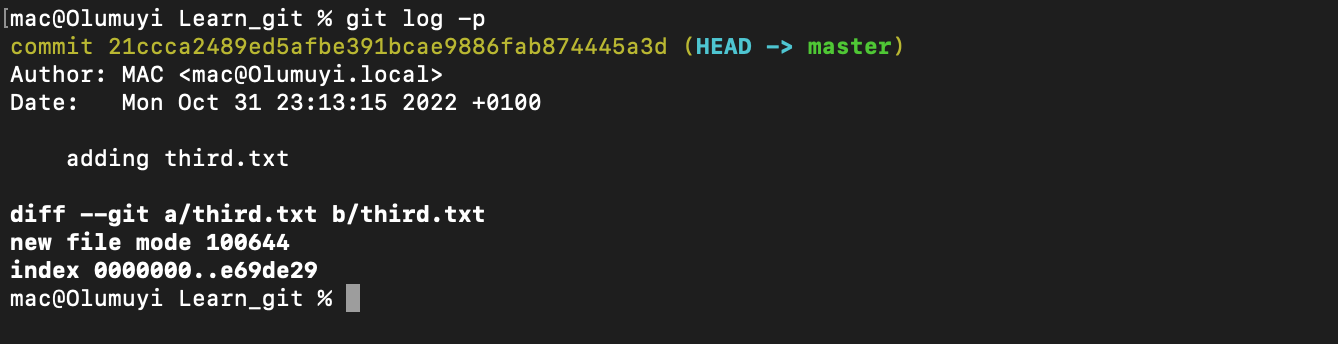 [mac@Olumuyi Learn_git % git log -p
commit 21ccca2489ed5afbe391bcae9886fab874445a3d (HEAD -> master)
Author: MAC <mac@Olumuyi.local>
Date:   Mon Oct 31 23:13:15 2022 +0100
    adding third.txt
diff --git a/third.txt b/third.txt
new file mode 100644
index 0000000..e69de29
mac@Olumuyi Learn_git %